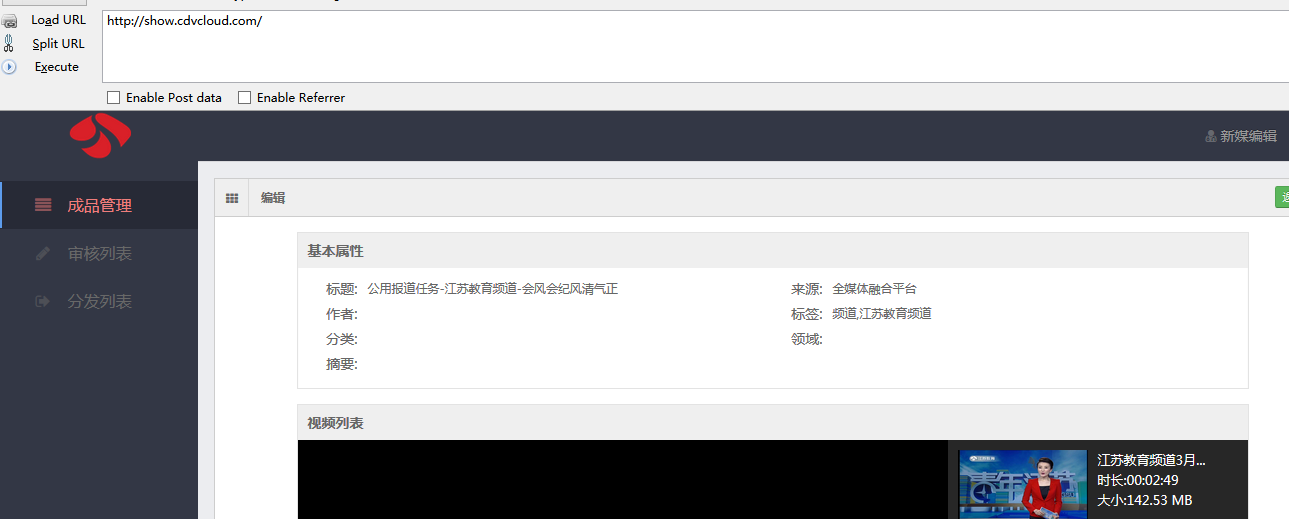 Load URL
http://show.cdvcloud.com/
Split URL
Execute
Enable Post data
Enable Referrer
新媒编辑
成品管理
审核列表
分发列表
编辑
基本属性
标题: 公用报道任务-江苏教育频道-会风会纪风清气正
来源: 全媒体融合平台
作者:
标签: 频道,江苏教育频道
分类:
领域:
摘要:
视频列表
江苏教育频道3月...
时长:00:02:49
大小:142.53 MB